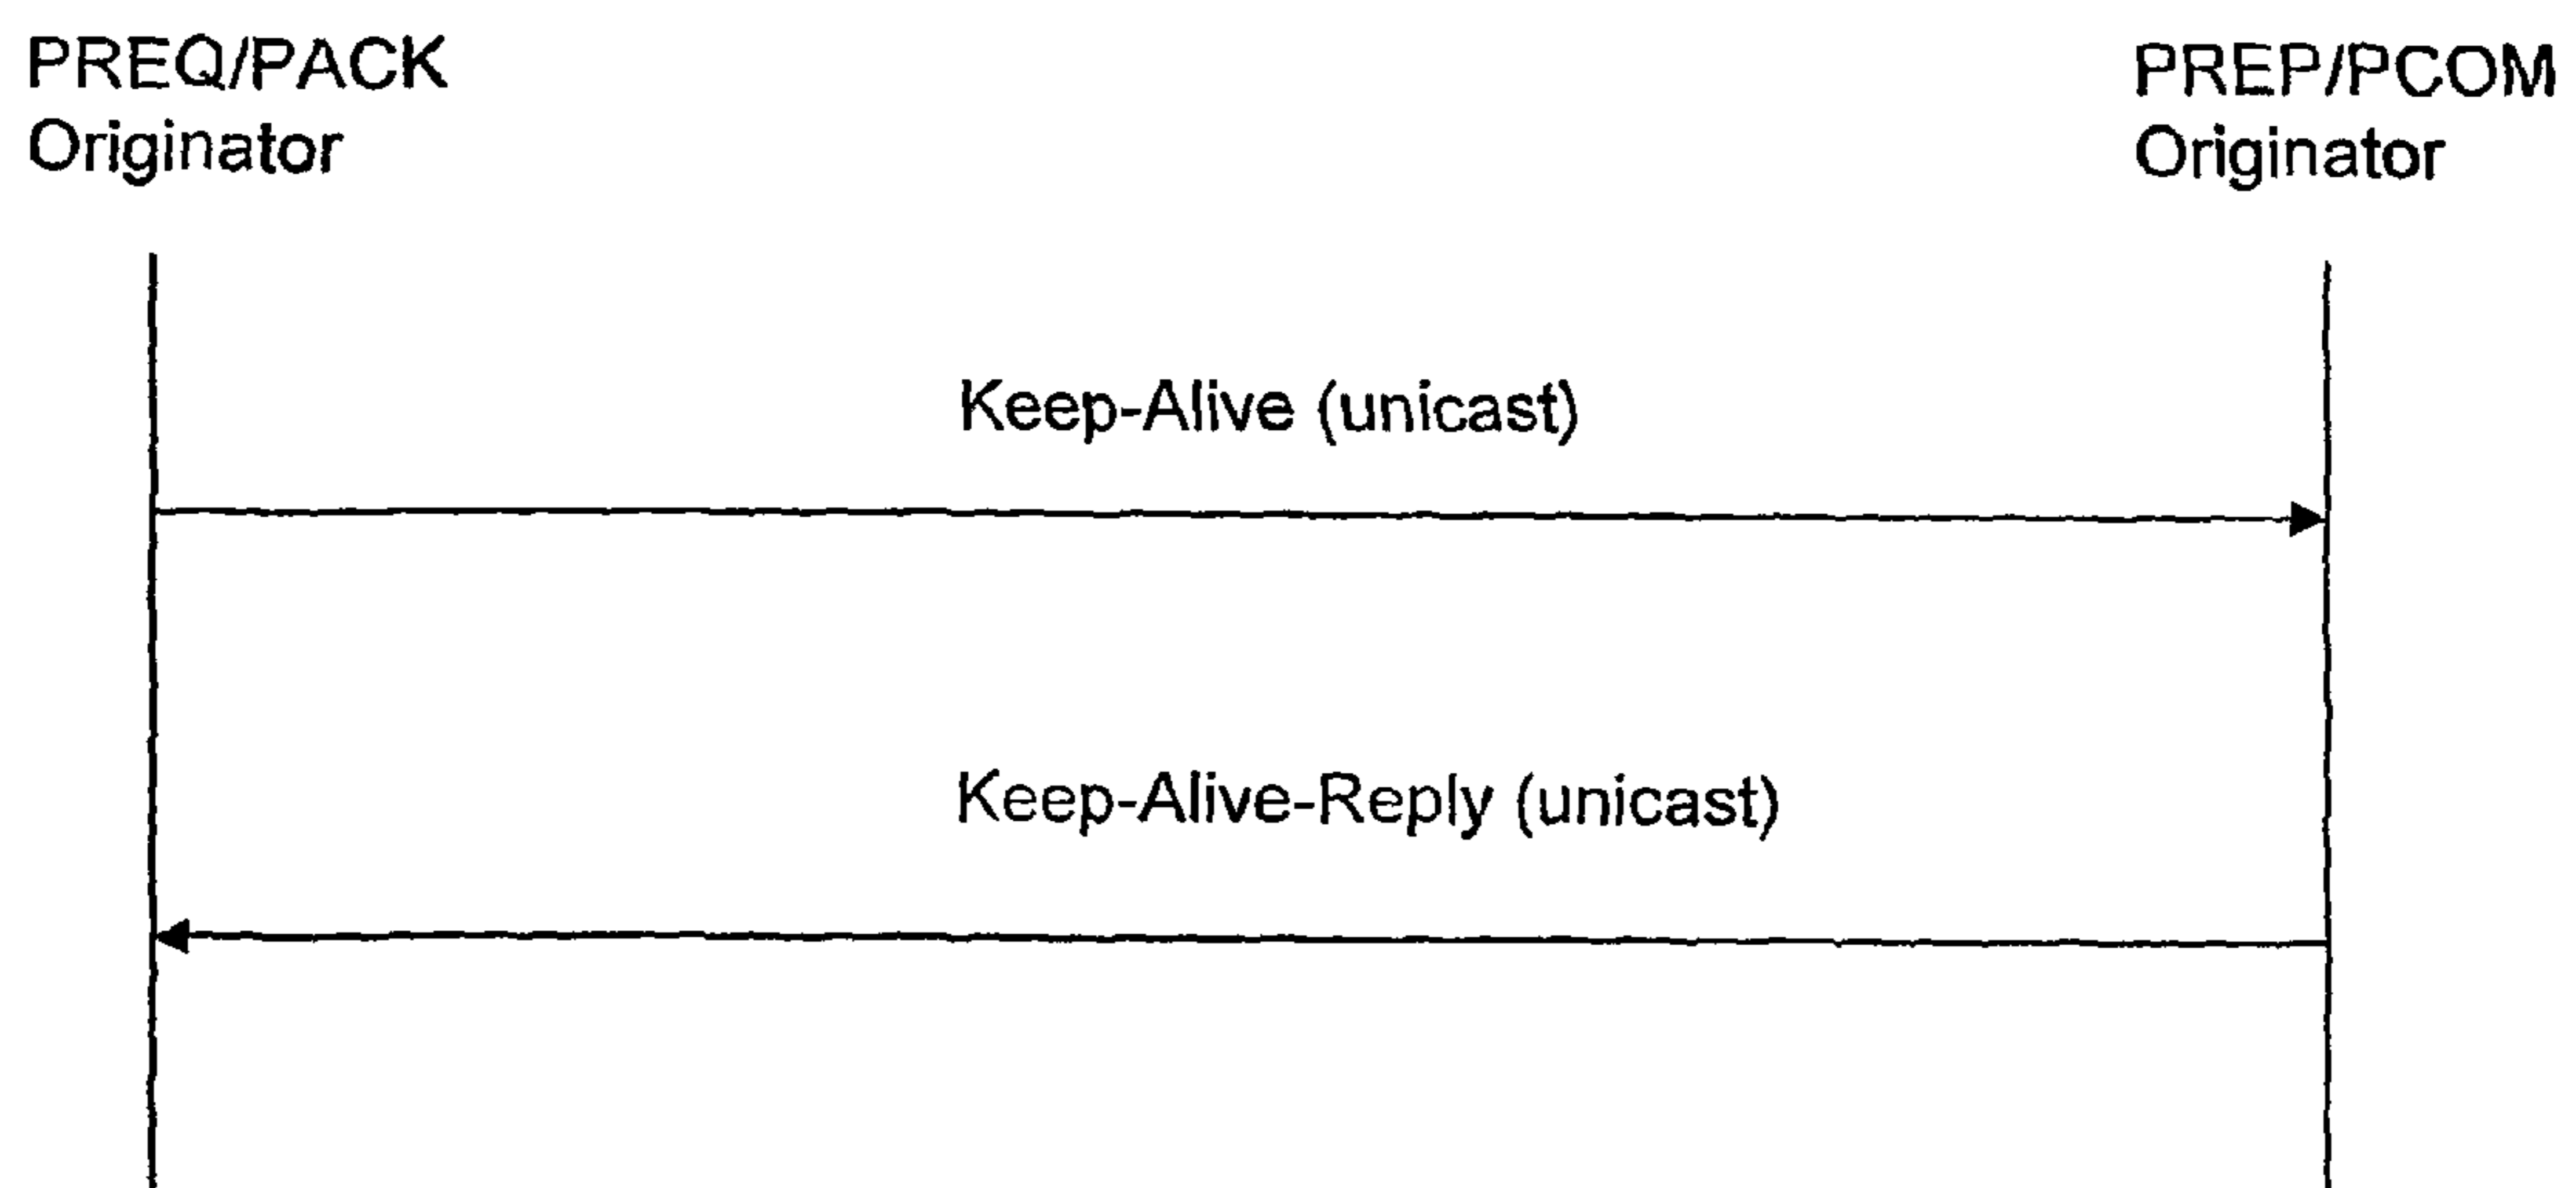 PREQ/PACK
Originator
PREP/PCOM
Originator
Keep-Alive (unicast)
Keep-Alive-Reply (unicast)